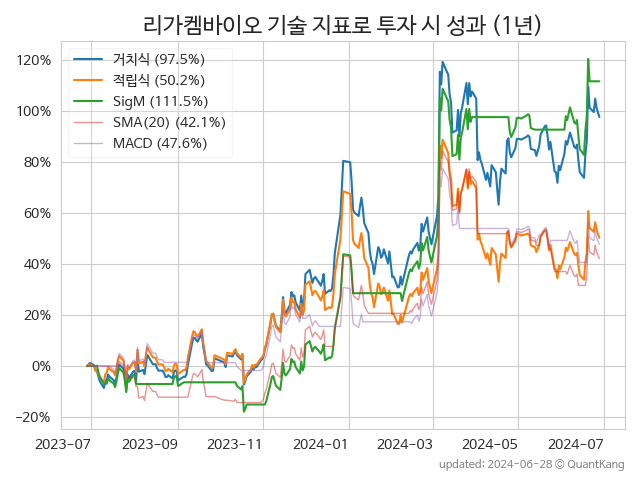 리가켐바이오 기술 지표로 투자 시 성과 (1년)
거치식 (97.5%)
적립식 (50.2%)
SigM (111.5%)
SMA(20) (42.1%)
MACD (47.6%)
120%
100%
80%
60%
40%
20%
0%
−20%
2023-07
2023-09
2023-11
2024-01
2024-03
2024-05
2024-07
updated: 2024-06-28 ⓒ QuantKang